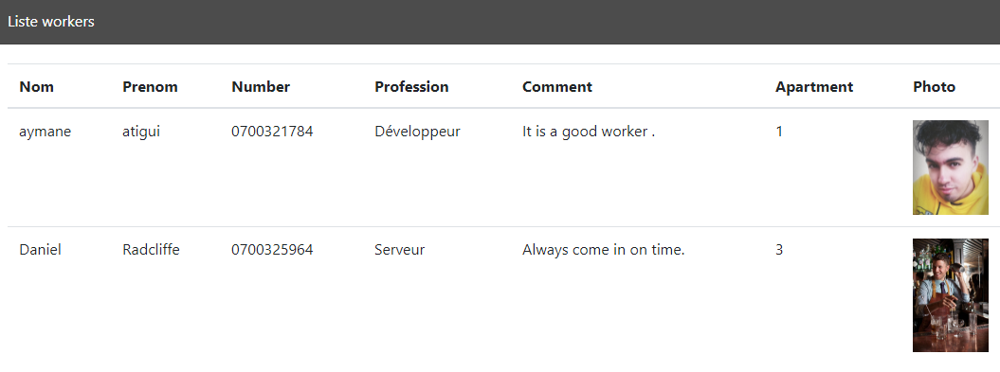 Liste workers
Nom Prenom Number Profession Comment Apartment Photo
aymane atigui 0700321784 Développeur It is a good worker . 1
Daniel Radcliffe 0700325964 Serveur Always come in on time. 3